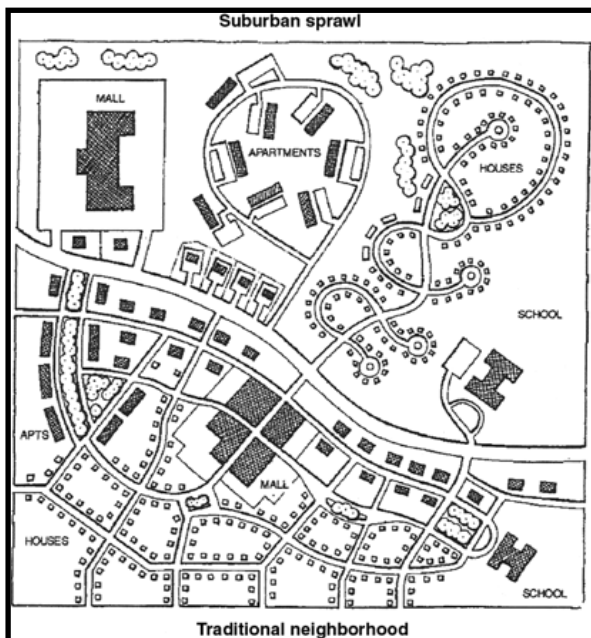 Suburban sprawl
MALL
APARTMENTS
HOUSES
SCHOOL
APTS
MALL
HOUSES
SCHOOL
Traditional neighborhood